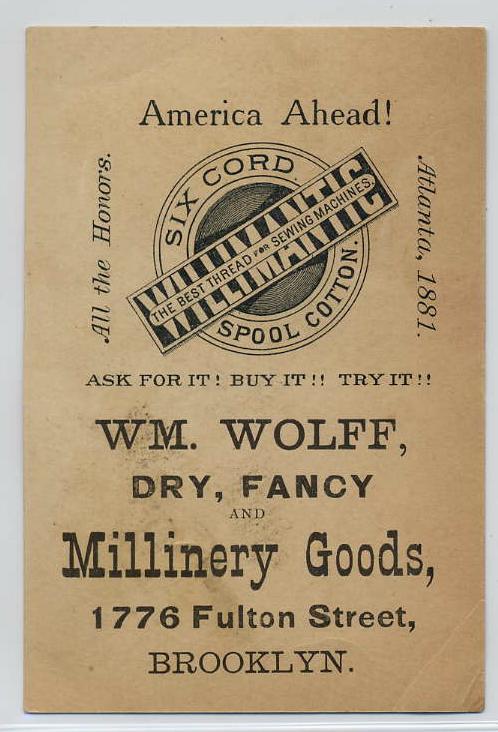 America Ahead!
All the Honors.
SIX CORD
WILLIMANTIC
THE BEST THREAD FOR SEWING MACHINES.
SPOOL COTTON.
Atlanta, 1881.
ASK FOR IT! BUY IT!! TRY IT!!
WM. WOLFF,
DRY, FANCY
AND
Millinery Goods,
1776 Fulton Street,
BROOKLYN.